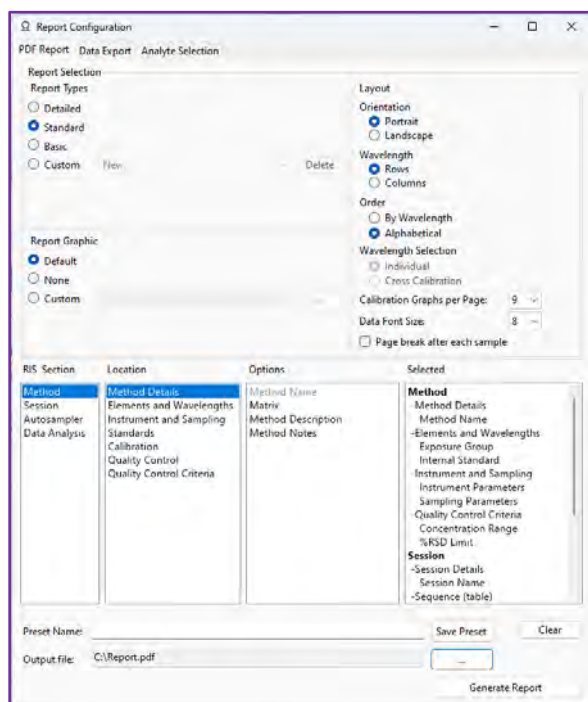 Ω Report Configuration
PDF Report Data Export Analyte Selection
Report Selection
Report Types
Detailed
Standard
Basic
Custom New Delete
Report Graphic
Default
None
Custom
Layout
Orientation
Portrait
Landscape
Wavelength
Rows
Columns
Order
By Wavelength
Alphabetical
Wavelength Selection
Individual
Cross Calibration
Calibration Graphs per Page: 9
Data Font Size: 8
Page break after each sample
RIS Section
Method
Session
Autosampler
Data Analysis
Location
Method Details
Elements and Wavelengths
Instrument and Sampling
Standards
Calibration
Quality Control
Quality Control Criteria
Options
Method Name
Matrix
Method Description
Method Notes
Selected
Method
-Method Details
Method Name
-Elements and Wavelengths
Exposure Group
Internal Standard
-Instrument and Sampling
Instrument Parameters
Sampling Parameters
-Quality Control Criteria
Concentration Range
%RSD Limit
Session
-Session Details
Session Name
-Sequence (table)
Preset Name: Save Preset Clear
Output file: C:\Report.pdf ...
Generate Report